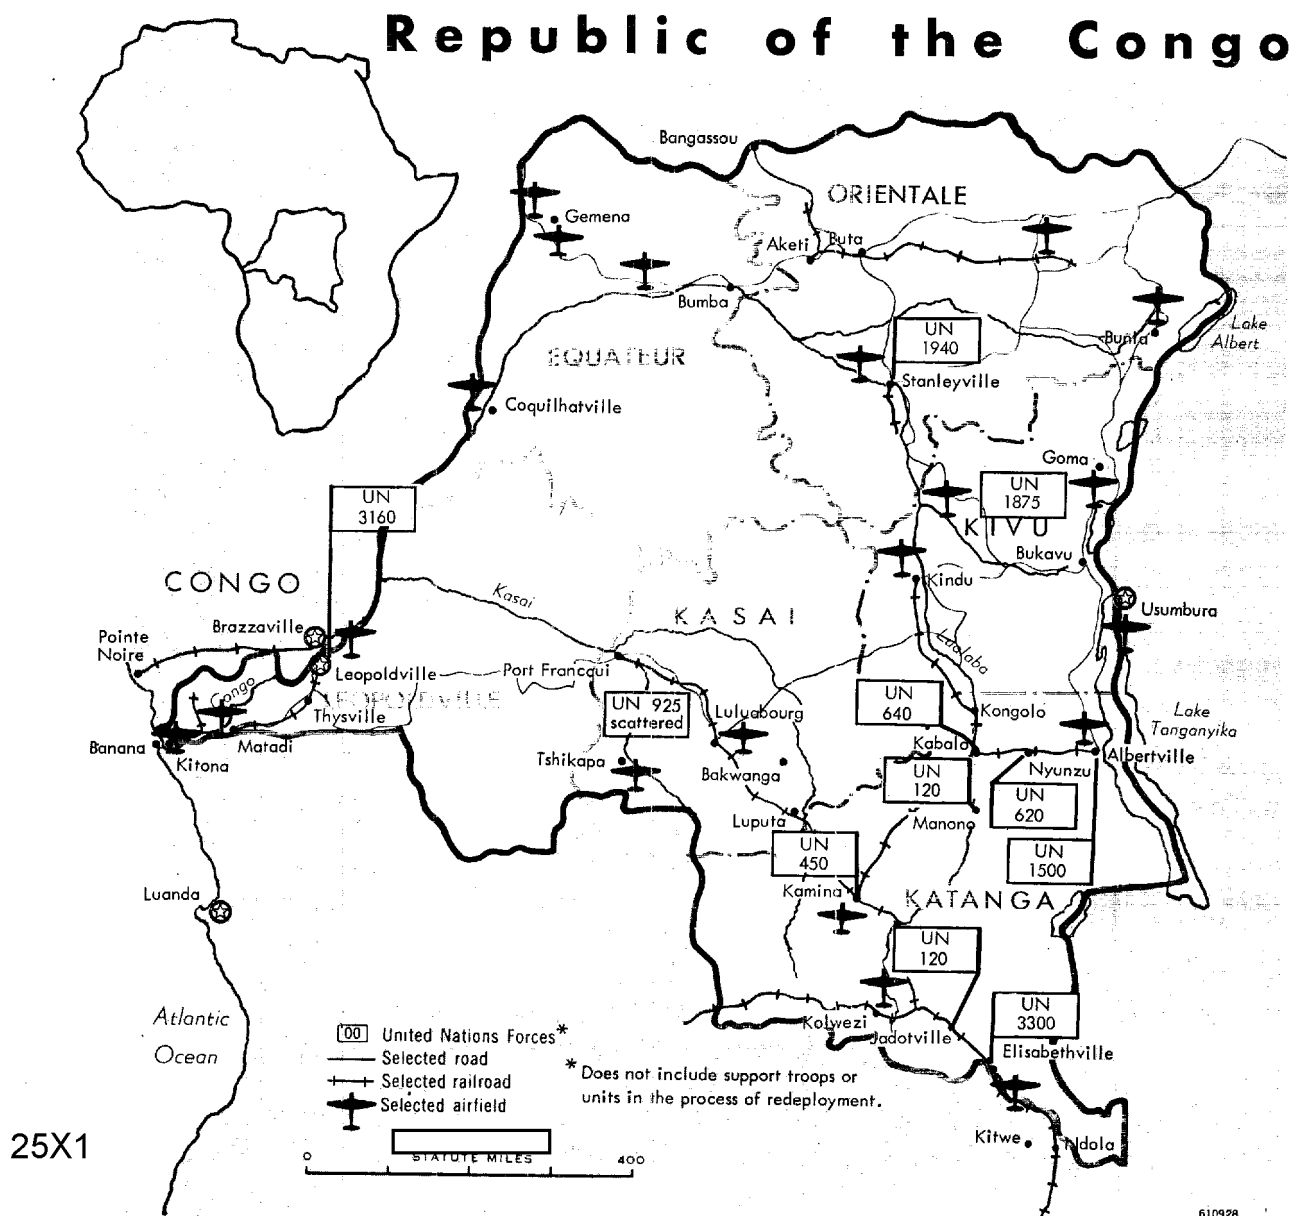 Republic of the Congo
Bangassou
ORIENTALE
Gemena
Aketi
Buta
Bumba
UN
1940
Bunia
Lake
Albert
EQUATEUR
Stanleyville
Coquilhatville
Goma
UN
3160
UN
1875
KIVU
Bukavu
CONGO
Kindu
Kasai
KASAI
Usumbura
Brazzaville
Pointe
Noire
Lualaba
Port Francqui
Leopoldville
Congo
LEOPOLDVILLE
UN 925
scattered
UN
640
Kongolo
Lake
Tanganyika
Thysville
Luluabourg
Banana
Matadi
Kabalo
Kitona
Tshikapa
Bakwanga
Albertville
Nyunzu
UN
120
UN
620
Luputa
Manono
UN
450
UN
1500
Kamina
KATANGA
Luanda
UN
120
Atlantic
Ocean
Kolwezi
Jadotville
UN
3300
Elisabethville
'00 United Nations Forces*
Selected road
Selected railroad
Selected airfield
* Does not include support troops or
units in the process of redeployment.
Kitwe
Ndola
25X1
STATUTE MILES
0 400
610928